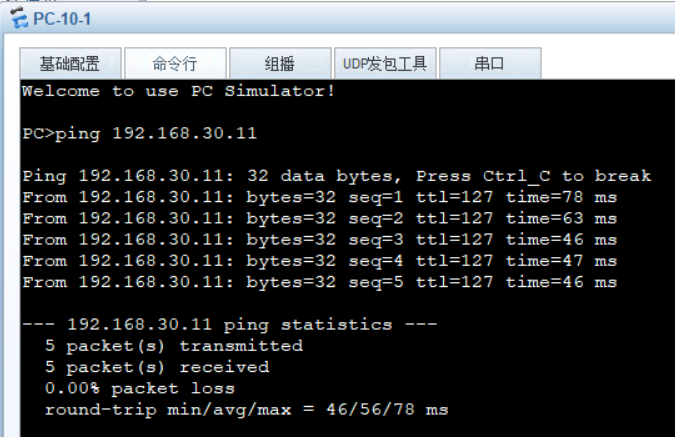 PC-10-1
基础配置 命令行 组播 UDP发包工具 串口
Welcome to use PC Simulator!
PC>ping 192.168.30.11
Ping 192.168.30.11: 32 data bytes, Press Ctrl_C to break
From 192.168.30.11: bytes=32 seq=1 ttl=127 time=78 ms
From 192.168.30.11: bytes=32 seq=2 ttl=127 time=63 ms
From 192.168.30.11: bytes=32 seq=3 ttl=127 time=46 ms
From 192.168.30.11: bytes=32 seq=4 ttl=127 time=47 ms
From 192.168.30.11: bytes=32 seq=5 ttl=127 time=46 ms
--- 192.168.30.11 ping statistics ---
5 packet(s) transmitted
5 packet(s) received
0.00% packet loss
round-trip min/avg/max = 46/56/78 ms